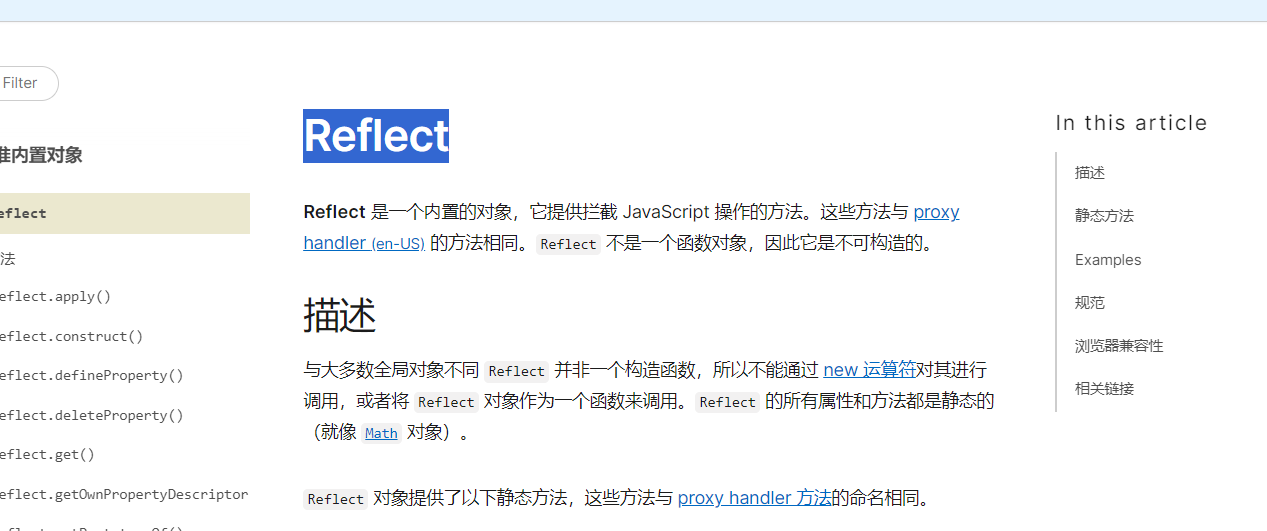 Filter
准内置对象
eflect
法
eflect.apply()
eflect.construct()
eflect.defineProperty()
eflect.deleteProperty()
eflect.get()
eflect.getOwnPropertyDescriptor
Reflect
Reflect 是一个内置的对象，它提供拦截 JavaScript 操作的方法。这些方法与 proxy
handler (en-US) 的方法相同。Reflect 不是一个函数对象，因此它是不可构造的。
描述
与大多数全局对象不同 Reflect 并非一个构造函数，所以不能通过 new 运算符对其进行
调用，或者将 Reflect 对象作为一个函数来调用。Reflect 的所有属性和方法都是静态的
（就像 Math 对象）。
Reflect 对象提供了以下静态方法，这些方法与 proxy handler 方法的命名相同。
In this article
描述
静态方法
Examples
规范
浏览器兼容性
相关链接